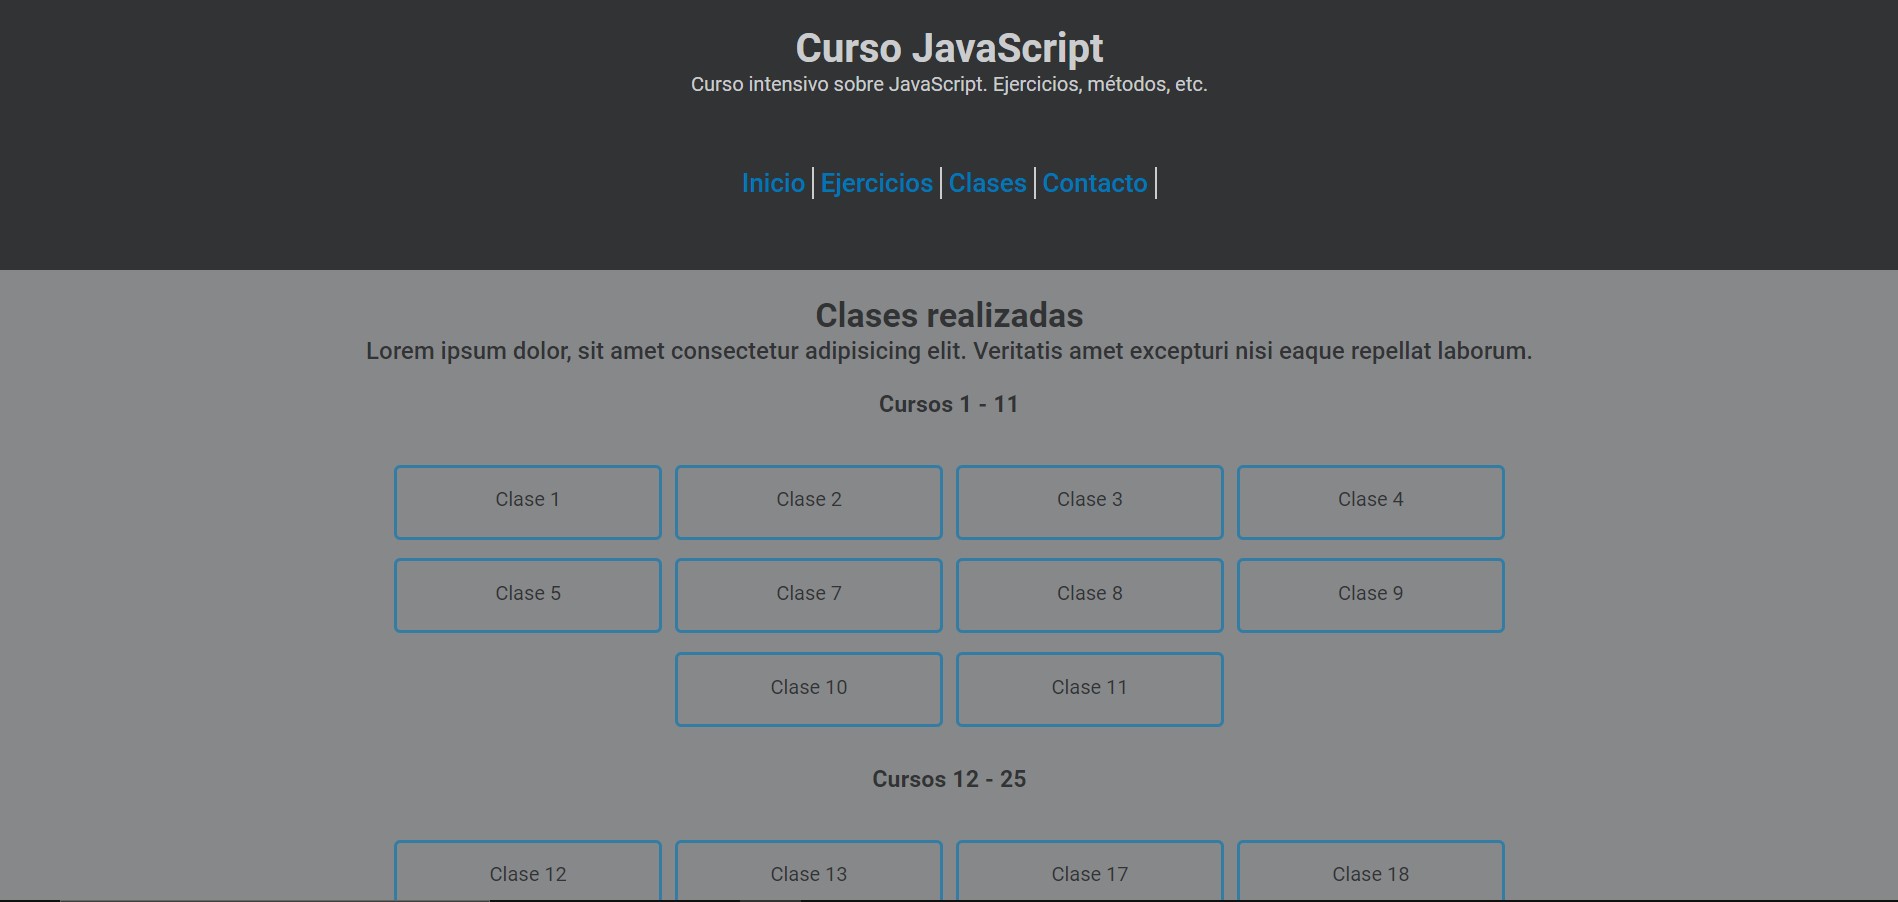 Curso JavaScript
Curso intensivo sobre JavaScript. Ejercicios, métodos, etc.
Inicio Ejercicios Clases Contacto
Clases realizadas
Lorem ipsum dolor, sit amet consectetur adipisicing elit. Veritatis amet excepturi nisi eaque repellat laborum.
Cursos 1 - 11
Clase 1 Clase 2 Clase 3 Clase 4
Clase 5 Clase 7 Clase 8 Clase 9
Clase 10 Clase 11
Cursos 12 - 25
Clase 12 Clase 13 Clase 17 Clase 18